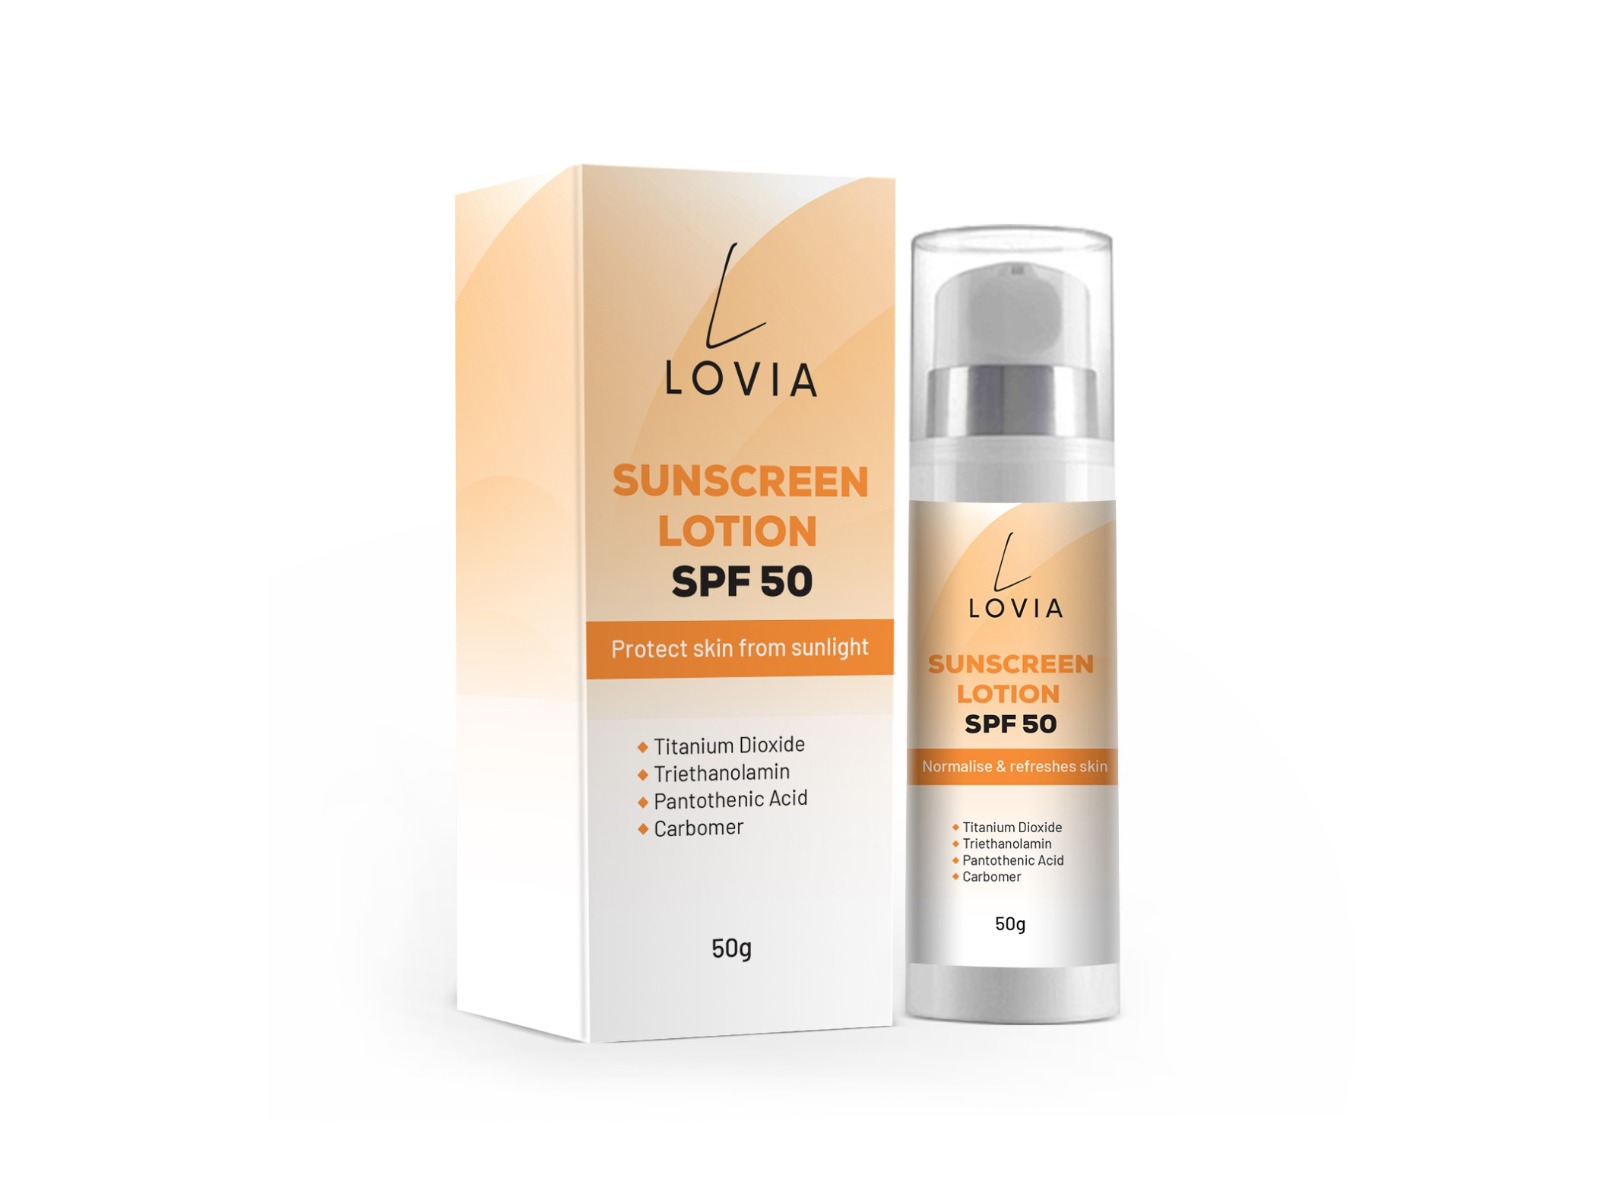 L
LOVIA
SUNSCREEN
LOTION
SPF 50
Protect skin from sunlight
Titanium Dioxide
Triethanolamin
Pantothenic Acid
Carbomer
50g
L
LOVIA
SUNSCREEN
LOTION
SPF 50
Normalise & refreshes skin
Titanium Dioxide
Triethanolamin
Pantothenic Acid
Carbomer
50g